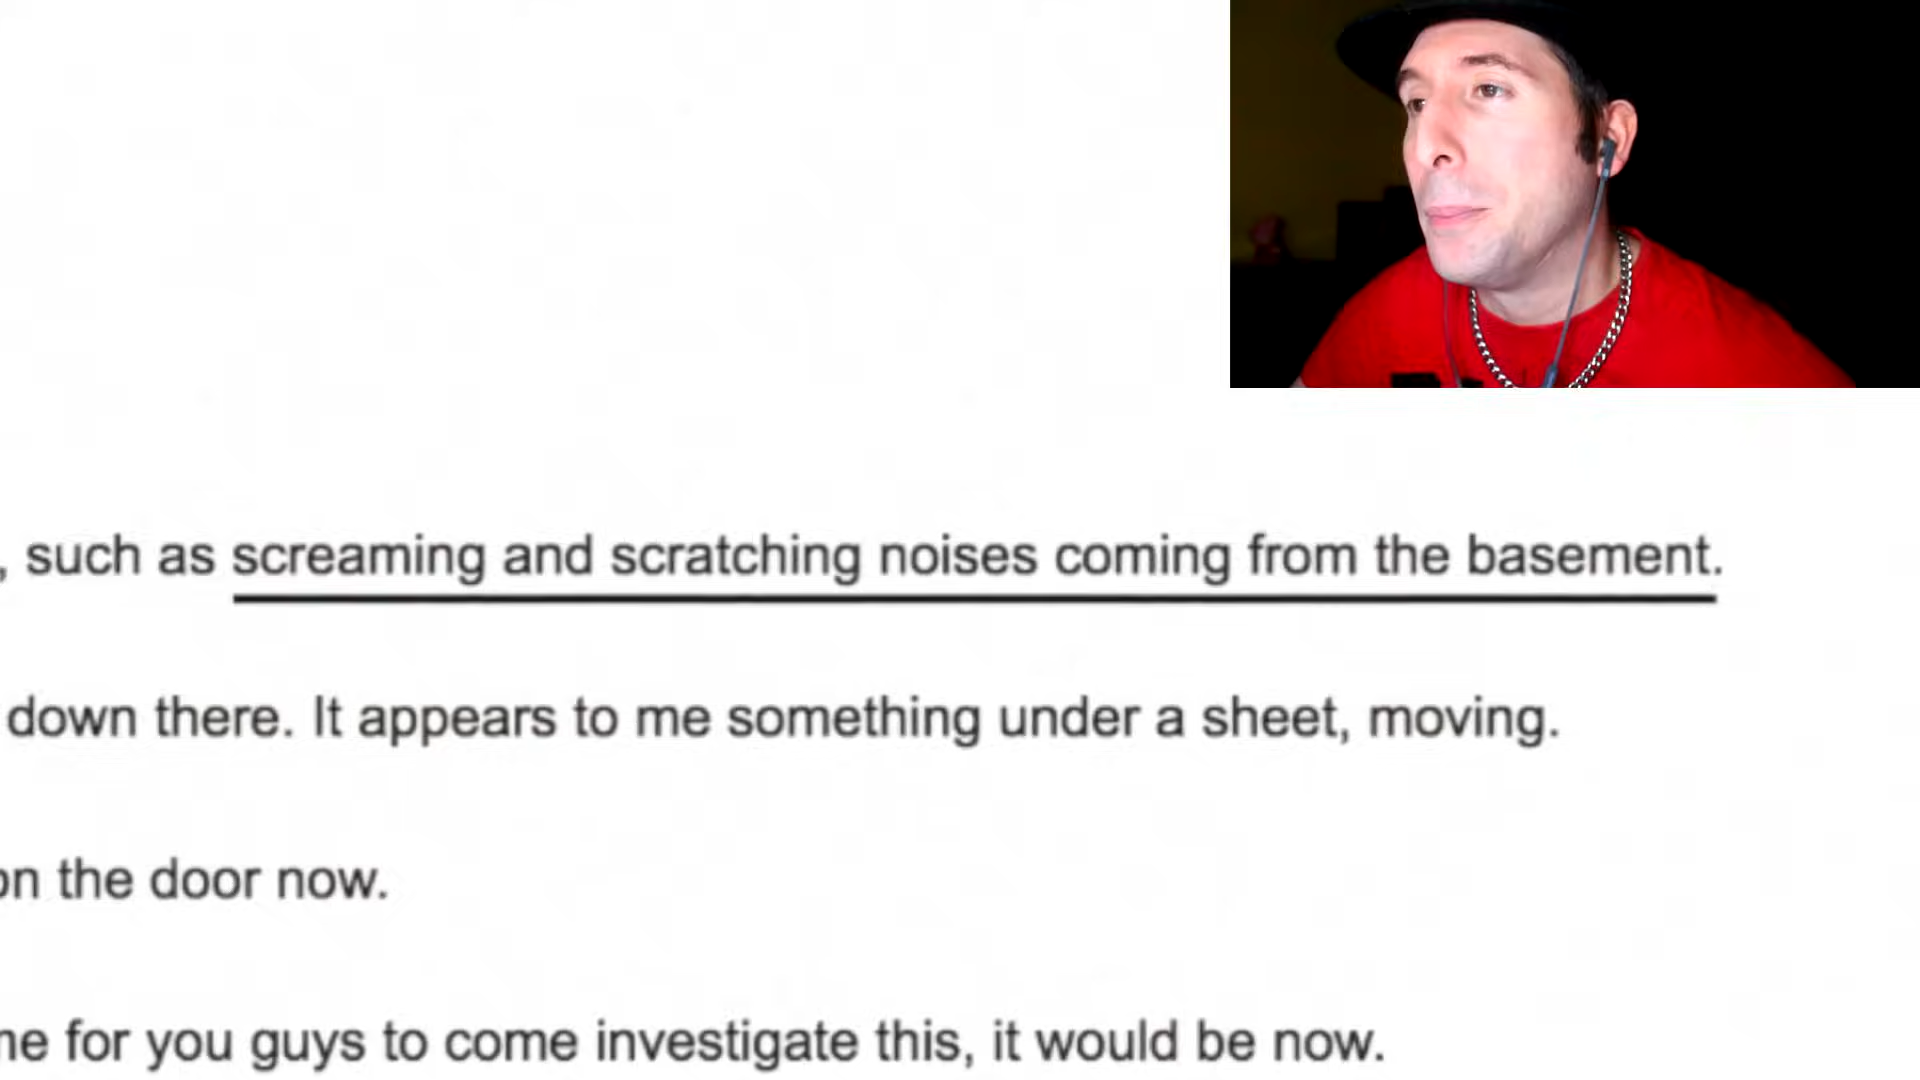 , such as screaming and scratching noises coming from the basement.
down there. It appears to me something under a sheet, moving.
on the door now.
for you guys to come investigate this, it would be now.